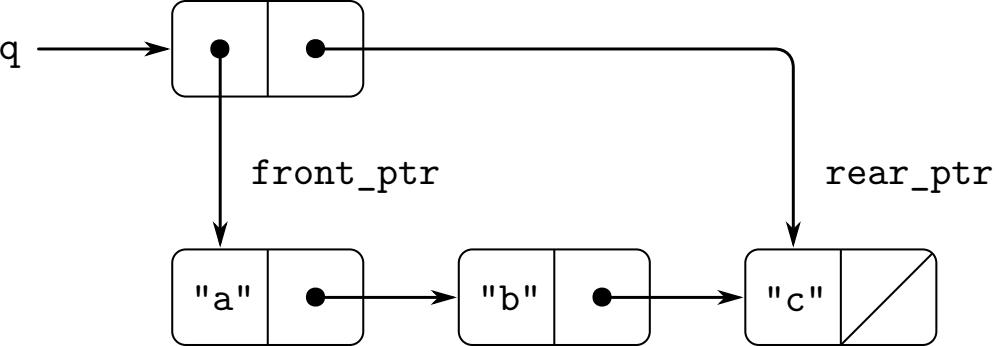 q
front_ptr
rear_ptr
"a"
"b"
"c"